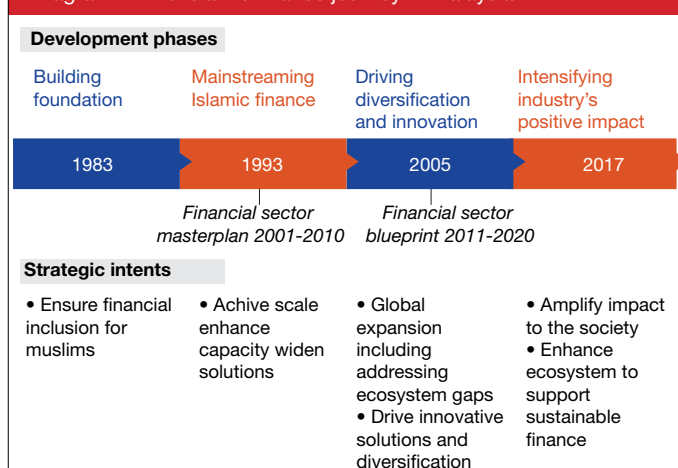 Development phases
Building
foundation
Mainstreaming
Islamic finance
Driving
diversification
and innovation
Intensifying
industry's
positive impact
1983
1993
2005
2017
Financial sector
masterplan 2001-2010
Financial sector
blueprint 2011-2020
Strategic intents
• Ensure financial
inclusion for
muslims
• Achive scale
enhance
capacity widen
solutions
• Global
expansion
including
addressing
ecosystem gaps
• Drive innovative
solutions and
diversification
• Amplify impact
to the society
• Enhance
ecosystem to
support
sustainable
finance